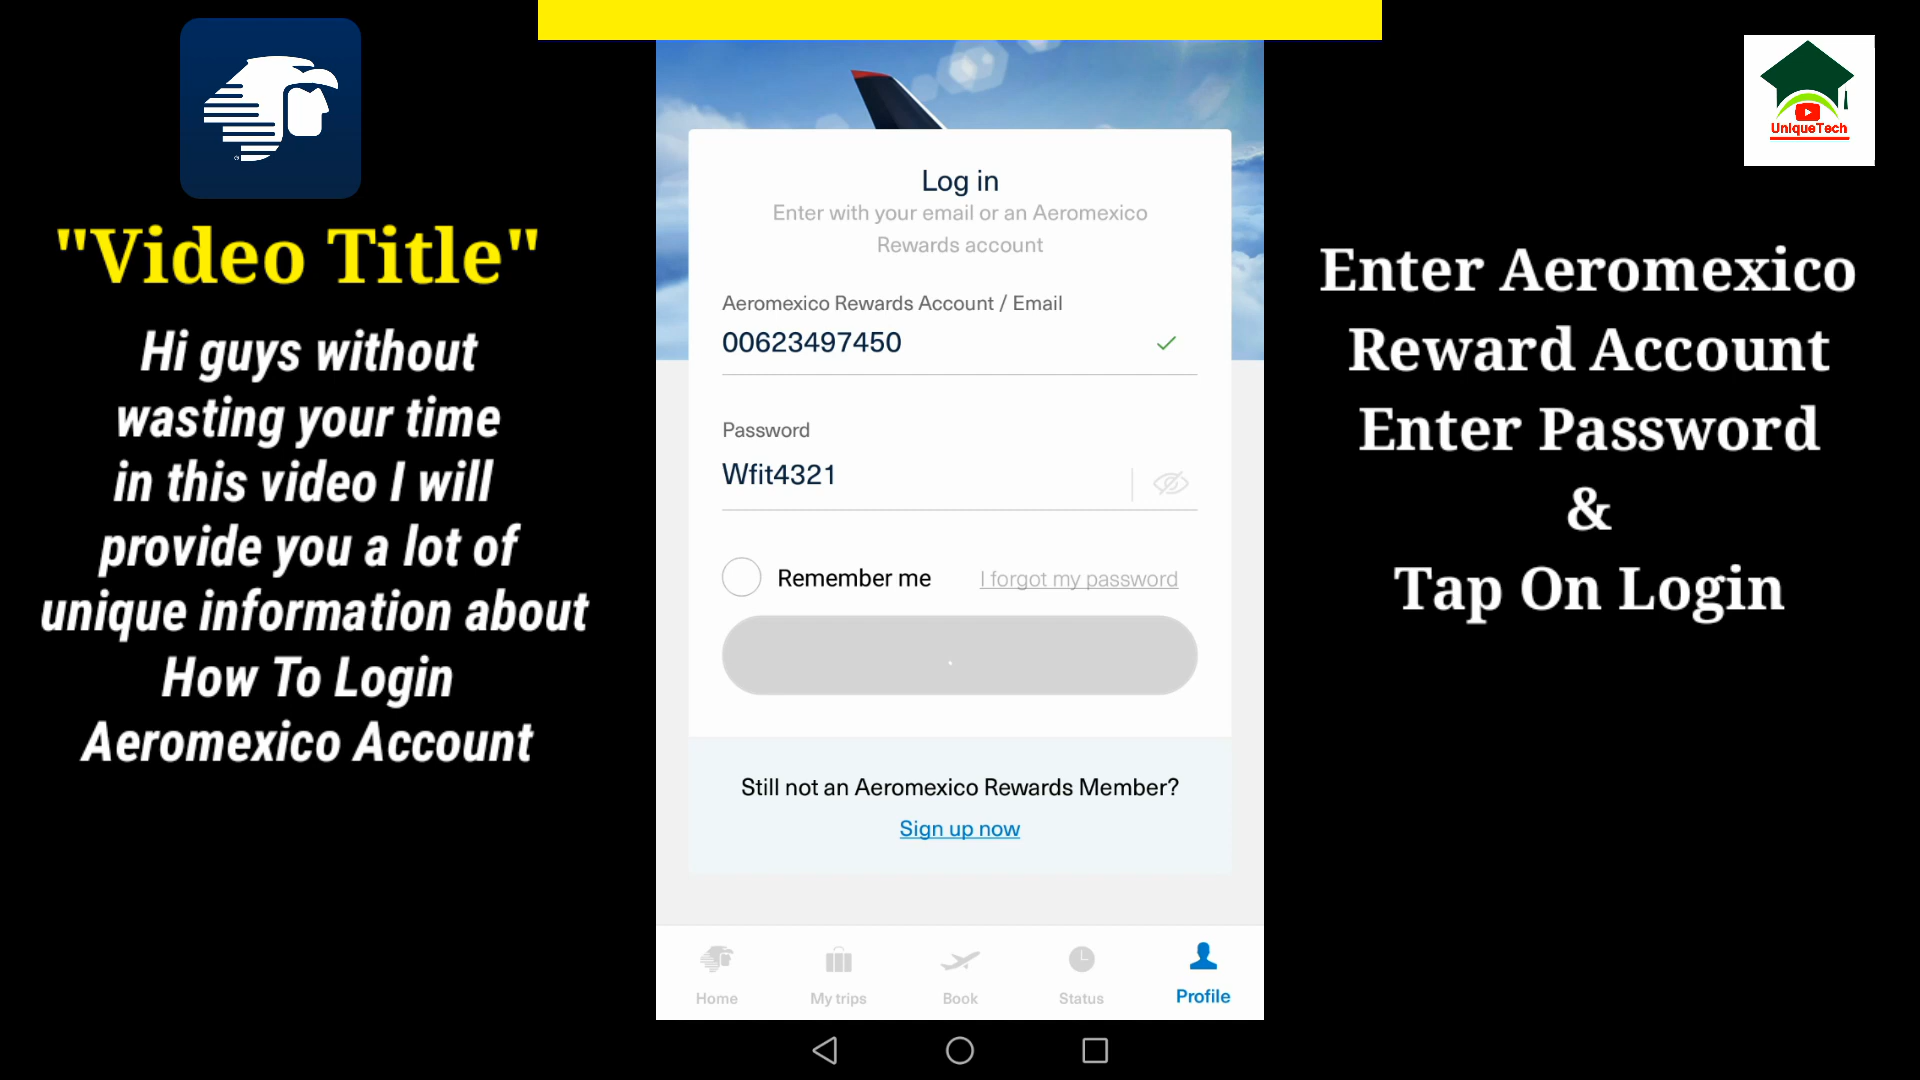 "Video Title"
Hi guys without
wasting your time
in this video I will
provide you a lot of
unique information about
How To Login
Aeromexico Account
Log in
Enter with your email or an Aeromexico
Rewards account
Aeromexico Rewards Account / Email
00623497450
Password
Wfit4321
Remember me
I forgot my password
Still not an Aeromexico Rewards Member?
Sign up now
Home
My trips
Book
Status
Profile
UniqueTech
Enter Aeromexico
Reward Account
Enter Password
&
Tap On Login